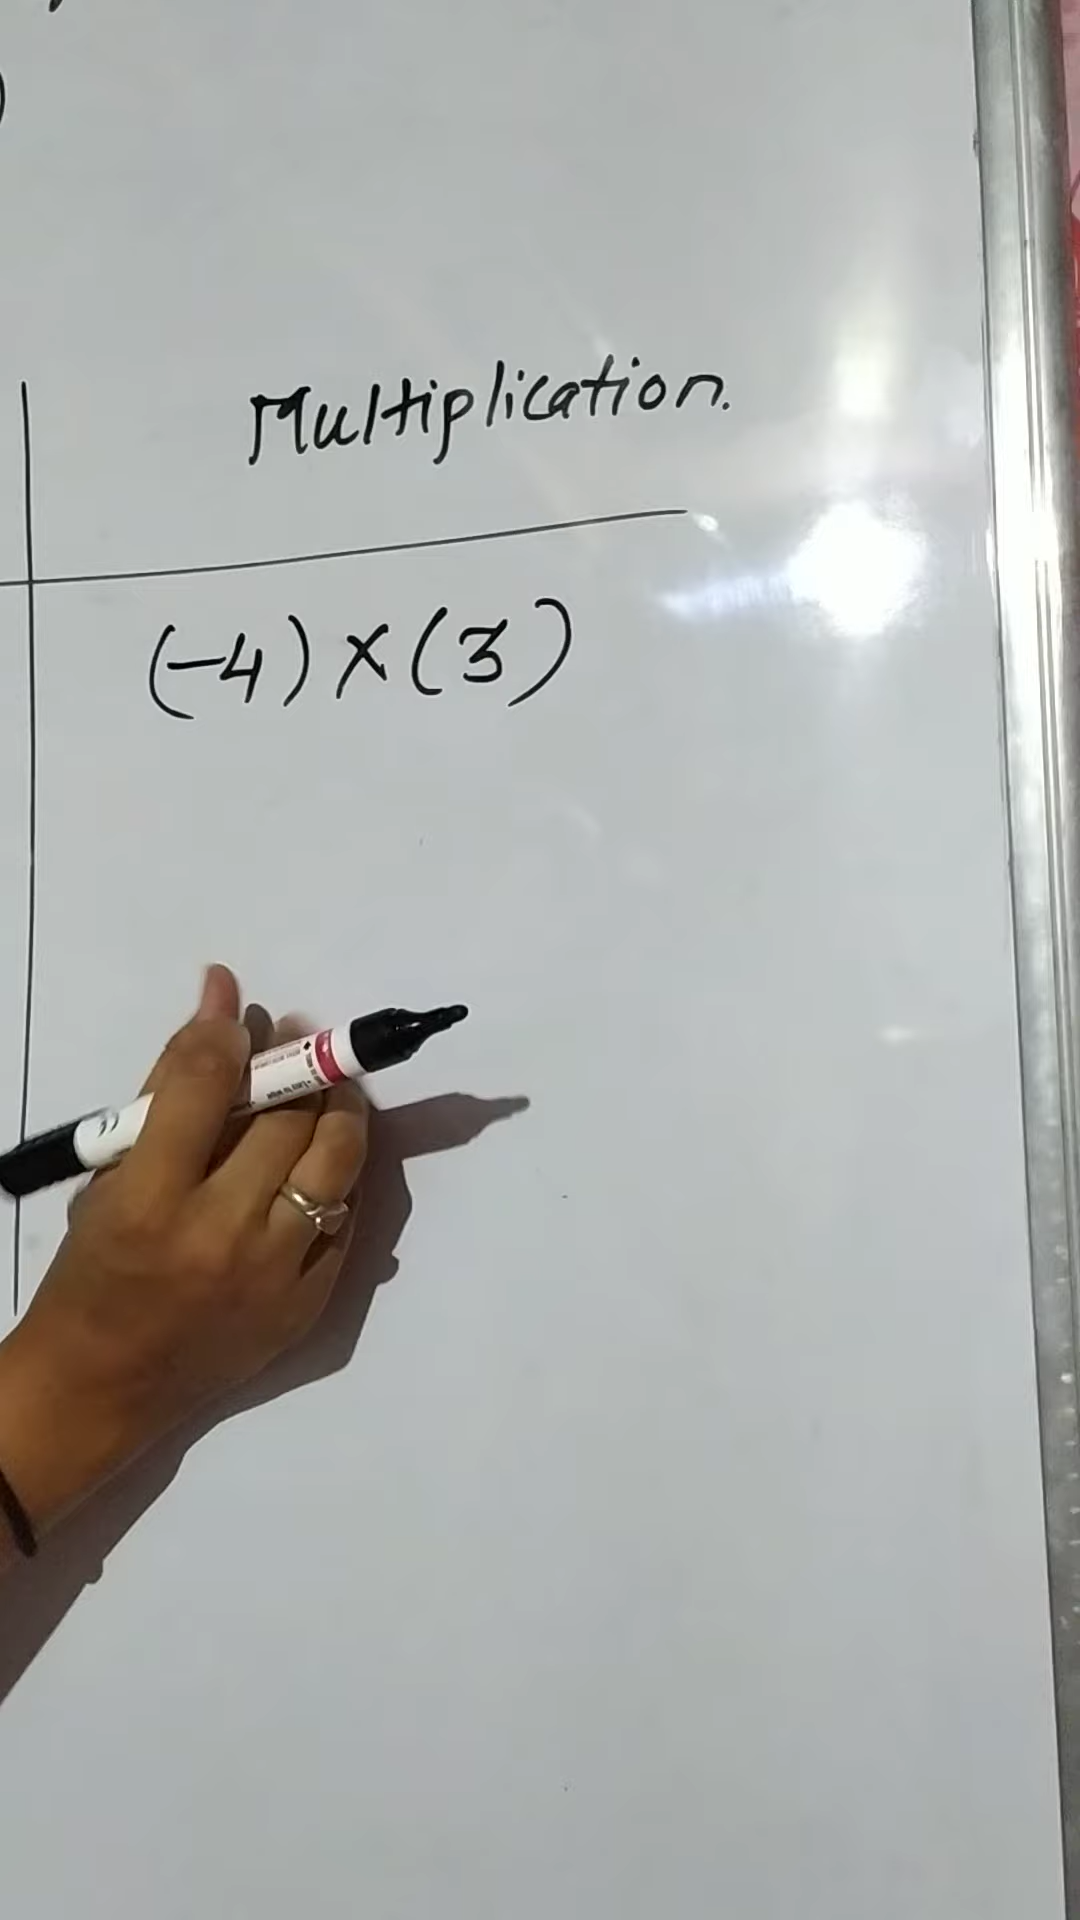 Multiplication.
(-4) × (3)